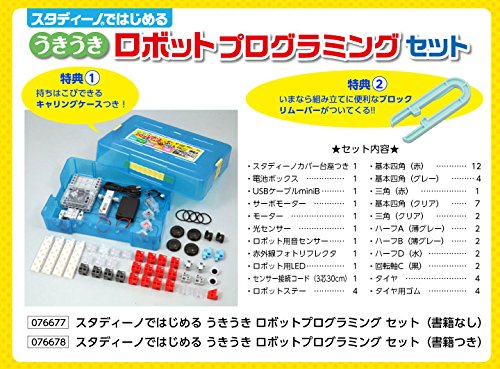 スタディーノではじめる
うきうき ロボットプログラミング セット
特典①
持ちはこびできる
キャリングケースつき!
特典②
いまなら組み立てに便利なブロック
リムーバーがついてくる!!
★セット内容★
・スタディーノカバー台座つき 1
・電池ボックス ………… 1
・USBケーブルminiB …… 1
・サーボモーター ……… 1
・モーター ……………… 1
・光センサー …………… 1
・ロボット用音センサー… 1
・赤外線フォトリフレクタ 1
・ロボット用LED ……… 1
・センサー接続コード(3芯30cm) 1
・ロボットステー ……… 4
・基本四角(赤) ………… 12
・基本四角(グレー) …… 4
・三角(赤) ……………… 1
・基本四角(クリア) …… 7
・三角(クリア) ………… 2
・ハーフA(薄グレー) … 2
・ハーフB(薄グレー) … 2
・ハーフD(水) ………… 2
・回転軸C(黒) ………… 2
・タイヤ ………………… 4
・タイヤ用ゴム ………… 4
076677 スタディーノではじめる うきうき ロボットプログラミング セット(書籍なし)
076678 スタディーノではじめる うきうき ロボットプログラミング セット(書籍つき)